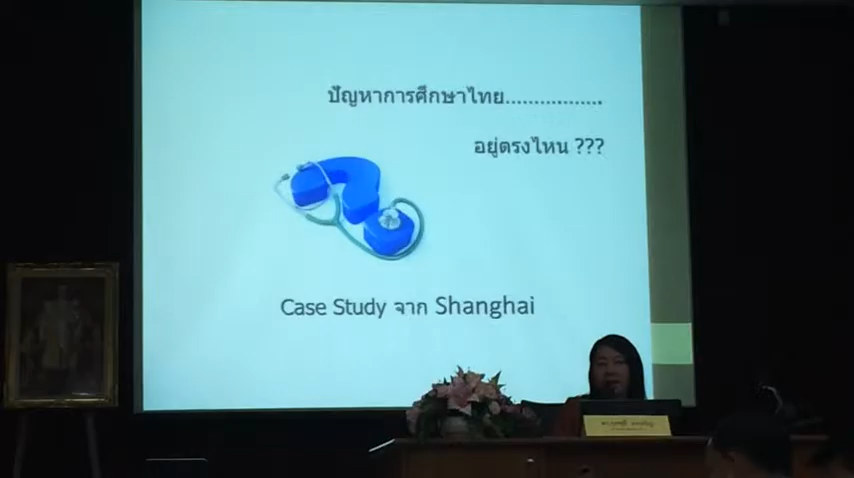 ปัญหาการศึกษาไทย.................
อยู่ตรงไหน ???
Case Study จาก Shanghai